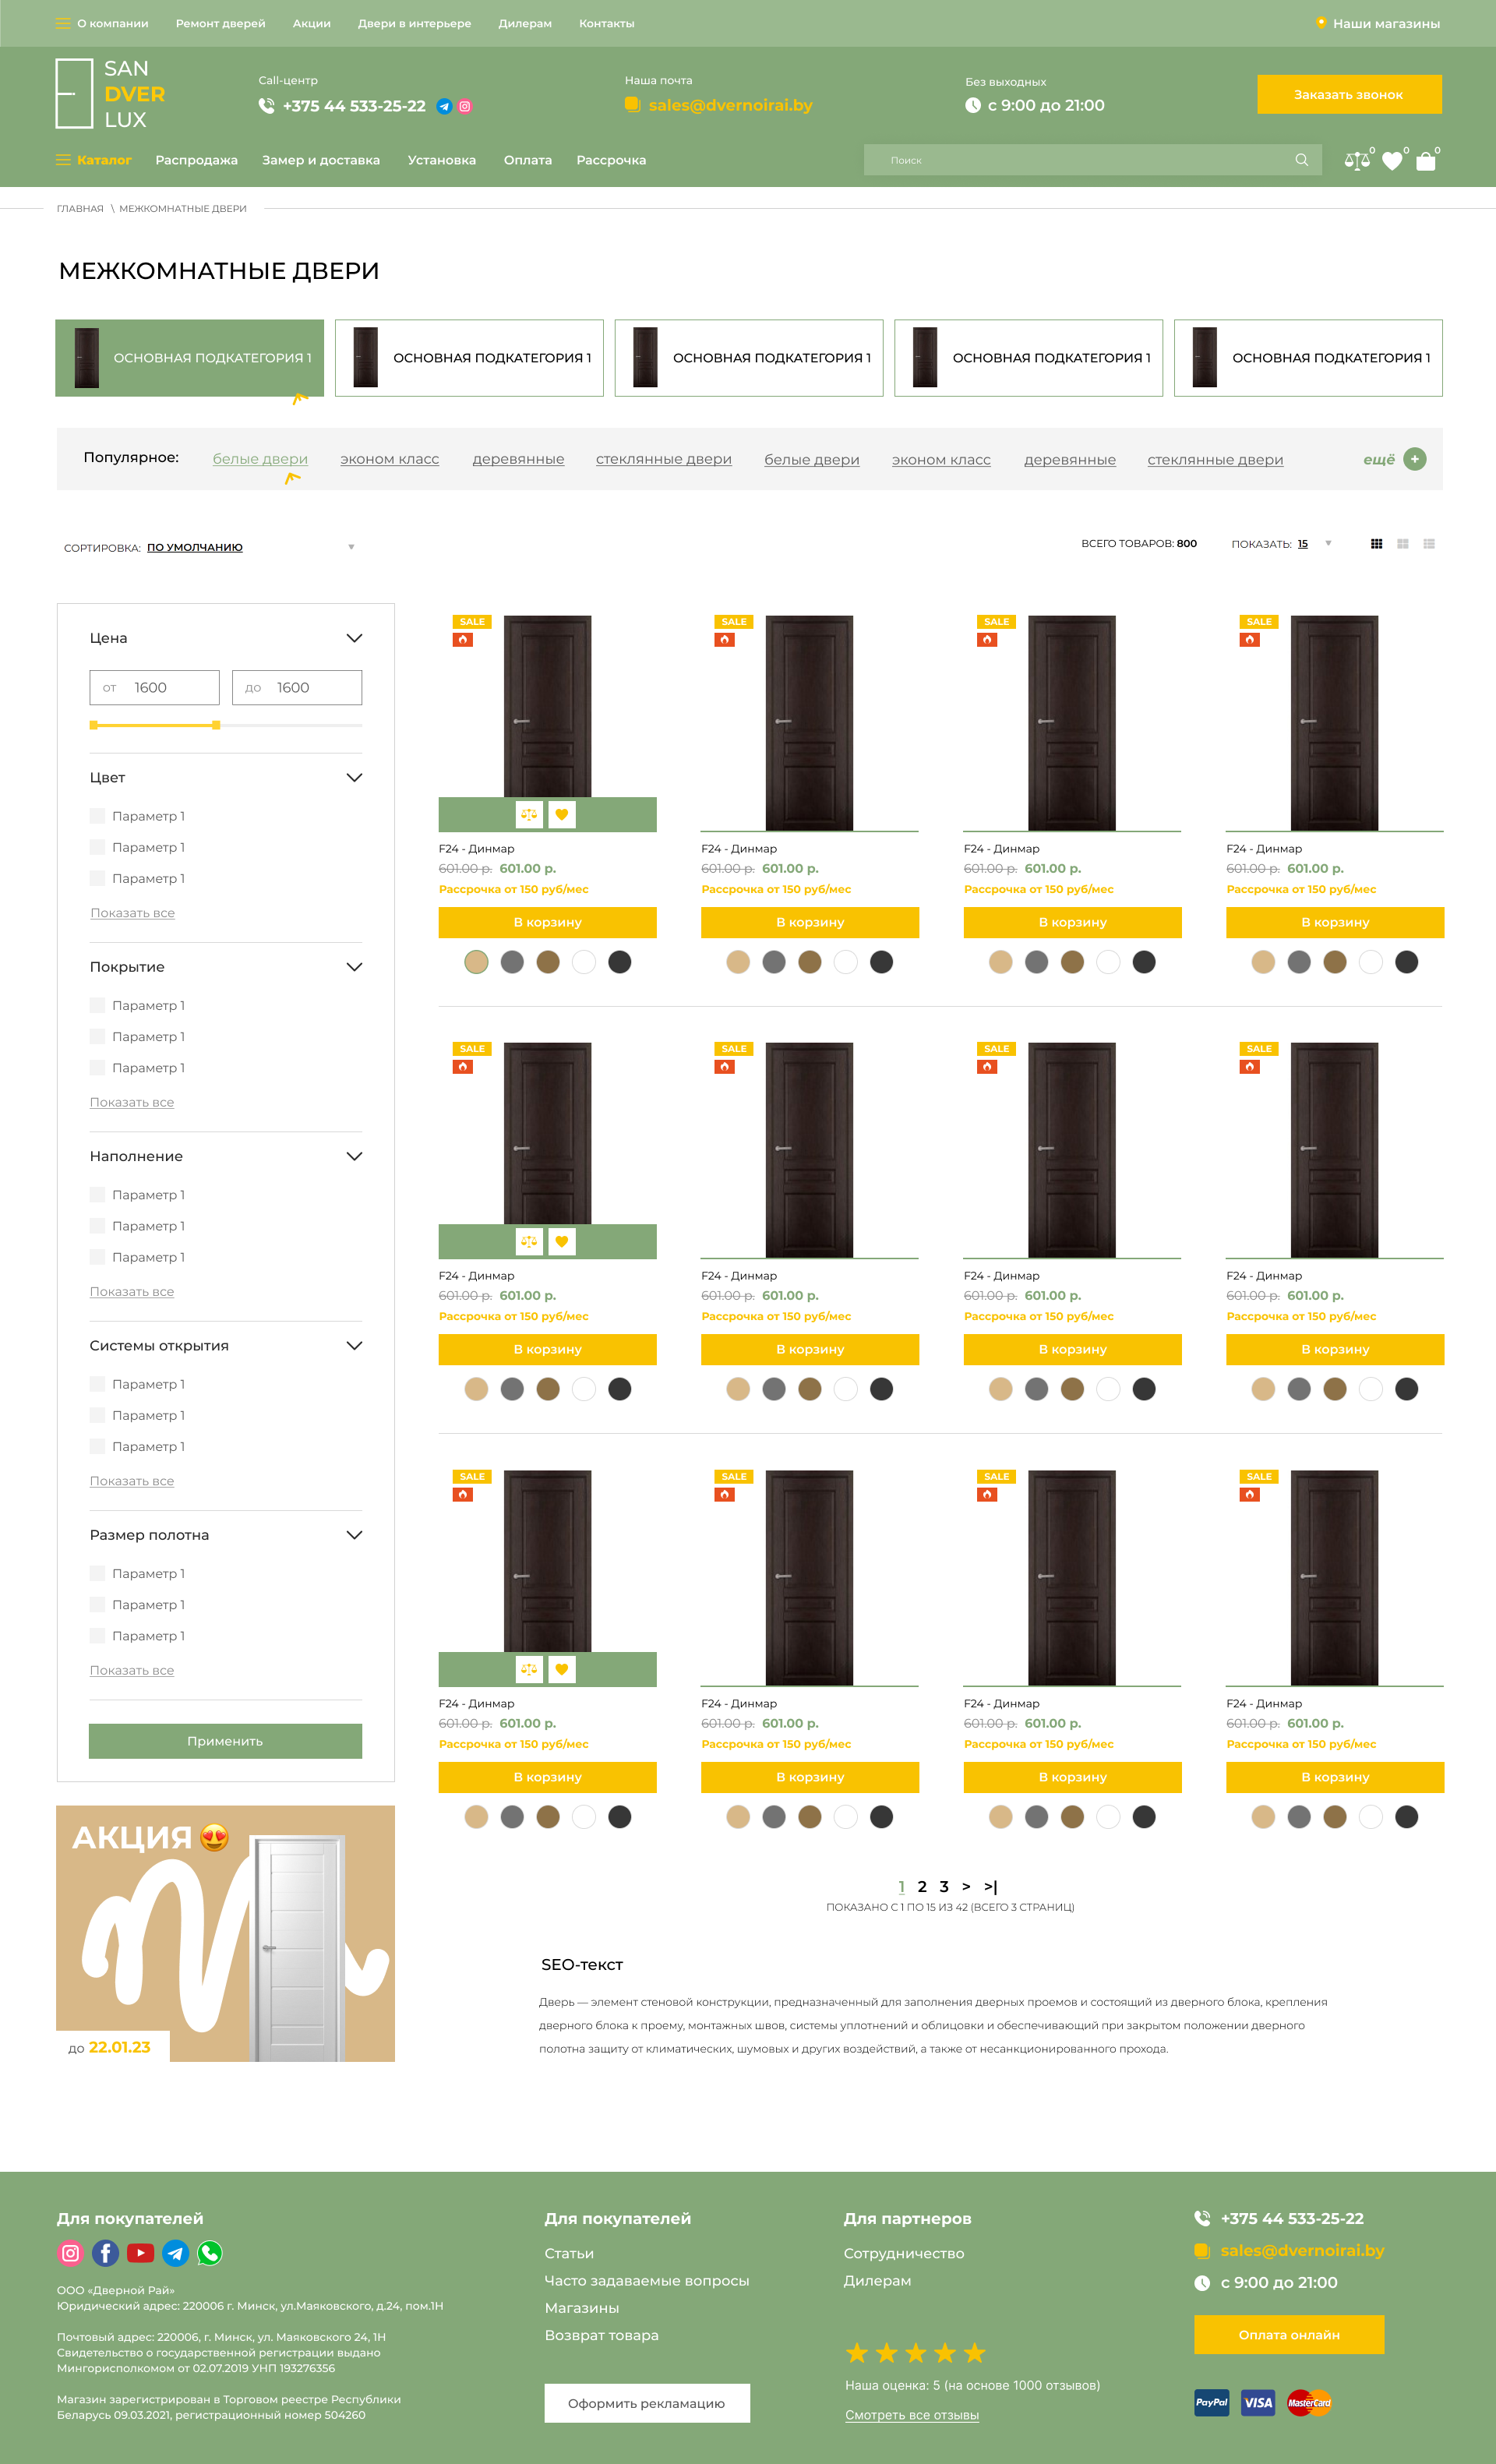 О компании Ремонт дверей Акции Двери в интерьере Дилерам Контакты Наши магазины
SAN
DVER
LUX
Call-центр Наша почта Без выходных
+375 44 533-25-22 sales@dvernoirai.by с 9:00 до 21:00 Заказать звонок
Каталог Распродажа Замер и доставка Установка Оплата Рассрочка Поиск 0 0 0
ГЛАВНАЯ \ МЕЖКОМНАТНЫЕ ДВЕРИ
МЕЖКОМНАТНЫЕ ДВЕРИ
ОСНОВНАЯ ПОДКАТЕГОРИЯ 1 ОСНОВНАЯ ПОДКАТЕГОРИЯ 1 ОСНОВНАЯ ПОДКАТЕГОРИЯ 1 ОСНОВНАЯ ПОДКАТЕГОРИЯ 1 ОСНОВНАЯ ПОДКАТЕГОРИЯ 1
Популярное: белые двери эконом класс деревянные стеклянные двери белые двери эконом класс деревянные стеклянные двери ещё +
СОРТИРОВКА: ПО УМОЛЧАНИЮ ВСЕГО ТОВАРОВ: 800 ПОКАЗАТЬ: 15
Цена
от 1600 до 1600
Цвет
Параметр 1
Параметр 1
Параметр 1
Показать все
Покрытие
Параметр 1
Параметр 1
Параметр 1
Показать все
Наполнение
Параметр 1
Параметр 1
Параметр 1
Показать все
Системы открытия
Параметр 1
Параметр 1
Параметр 1
Показать все
Размер полотна
Параметр 1
Параметр 1
Параметр 1
Показать все
Применить
АКЦИЯ
до 22.01.23
SALE SALE SALE SALE
F24 - Динмар F24 - Динмар F24 - Динмар F24 - Динмар
601.00 р. 601.00 р. 601.00 р. 601.00 р. 601.00 р. 601.00 р. 601.00 р. 601.00 р.
Рассрочка от 150 руб/мес Рассрочка от 150 руб/мес Рассрочка от 150 руб/мес Рассрочка от 150 руб/мес
В корзину В корзину В корзину В корзину
SALE SALE SALE SALE
F24 - Динмар F24 - Динмар F24 - Динмар F24 - Динмар
601.00 р. 601.00 р. 601.00 р. 601.00 р. 601.00 р. 601.00 р. 601.00 р. 601.00 р.
Рассрочка от 150 руб/мес Рассрочка от 150 руб/мес Рассрочка от 150 руб/мес Рассрочка от 150 руб/мес
В корзину В корзину В корзину В корзину
SALE SALE SALE SALE
F24 - Динмар F24 - Динмар F24 - Динмар F24 - Динмар
601.00 р. 601.00 р. 601.00 р. 601.00 р. 601.00 р. 601.00 р. 601.00 р. 601.00 р.
Рассрочка от 150 руб/мес Рассрочка от 150 руб/мес Рассрочка от 150 руб/мес Рассрочка от 150 руб/мес
В корзину В корзину В корзину В корзину
1 2 3 > >|
ПОКАЗАНО С 1 ПО 15 ИЗ 42 (ВСЕГО 3 СТРАНИЦ)
SEO-текст
Дверь — элемент стеновой конструкции, предназначенный для заполнения дверных проемов и состоящий из дверного блока, крепления
дверного блока к проему, монтажных швов, системы уплотнений и облицовки и обеспечивающий при закрытом положении дверного
полотна защиту от климатических, шумовых и других воздействий, а также от несанкционированного прохода.
Для покупателей
ООО «Дверной Рай»
Юридический адрес: 220006 г. Минск, ул.Маяковского, д.24, пом.1Н
Почтовый адрес: 220006, г. Минск, ул. Маяковского 24, 1Н
Свидетельство о государственной регистрации выдано
Мингорисполкомом от 02.07.2019 УНП 193276356
Магазин зарегистрирован в Торговом реестре Республики
Беларусь 09.03.2021, регистрационный номер 504260
Для покупателей
Статьи
Часто задаваемые вопросы
Магазины
Возврат товара
Оформить рекламацию
Для партнеров
Сотрудничество
Дилерам
Наша оценка: 5 (на основе 1000 отзывов)
Смотреть все отзывы
+375 44 533-25-22
sales@dvernoirai.by
с 9:00 до 21:00
Оплата онлайн
PayPal VISA MasterCard